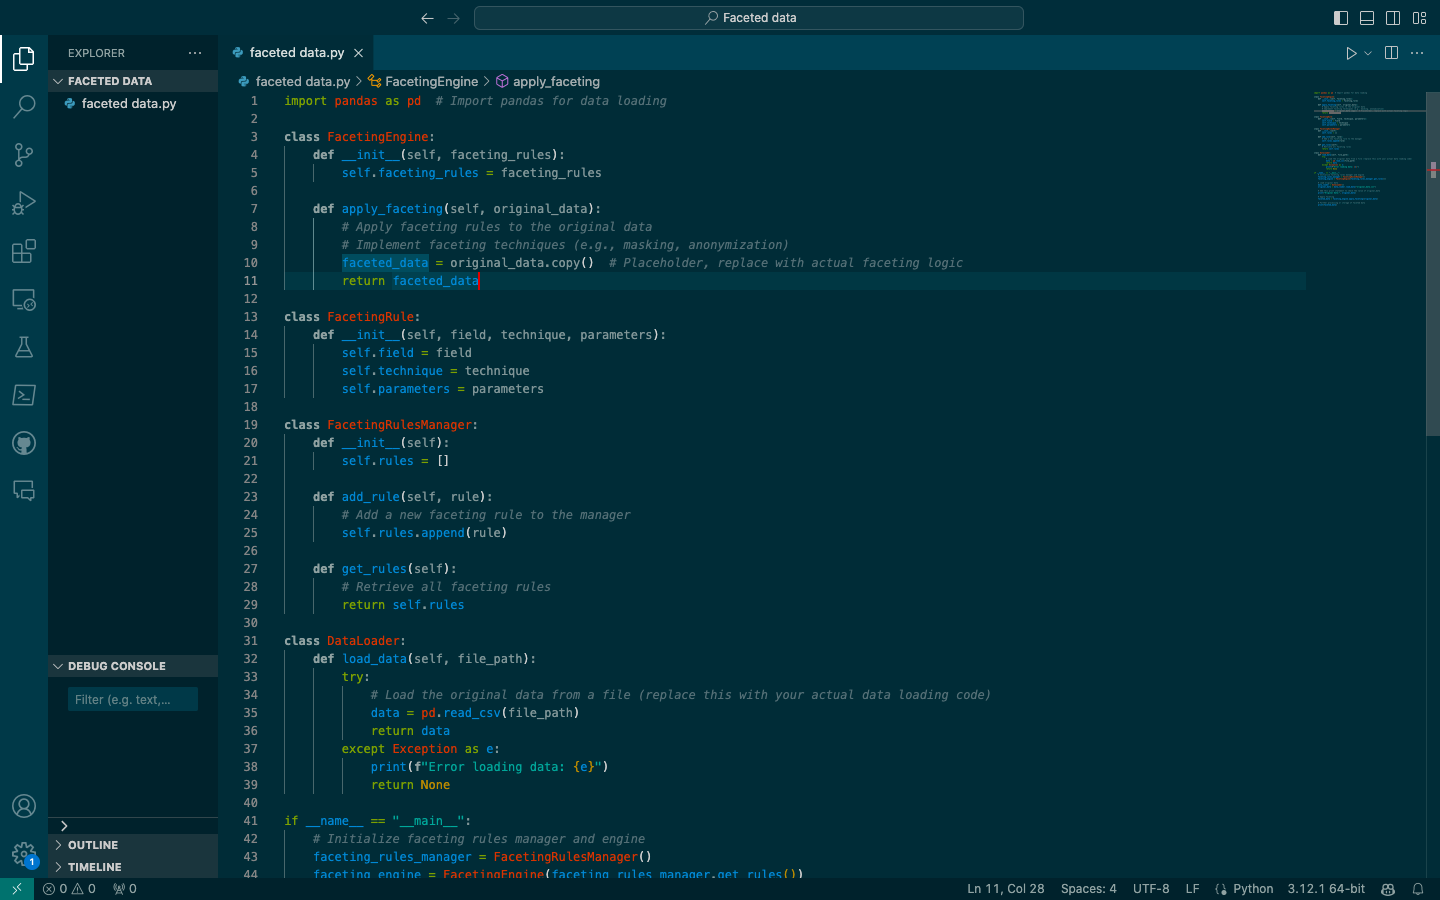 Faceted data
EXPLORER
FACETED DATA
faceted data.py
DEBUG CONSOLE
Filter (e.g. text,...
OUTLINE
TIMELINE
1
faceted data.py
faceted data.py > FacetingEngine > apply_faceting
1 import pandas as pd  # Import pandas for data loading
2
3 class FacetingEngine:
4     def __init__(self, faceting_rules):
5         self.faceting_rules = faceting_rules
6
7     def apply_faceting(self, original_data):
8         # Apply faceting rules to the original data
9         # Implement faceting techniques (e.g., masking, anonymization)
10         faceted_data = original_data.copy()  # Placeholder, replace with actual faceting logic
11         return faceted_data
12
13 class FacetingRule:
14     def __init__(self, field, technique, parameters):
15         self.field = field
16         self.technique = technique
17         self.parameters = parameters
18
19 class FacetingRulesManager:
20     def __init__(self):
21         self.rules = []
22
23     def add_rule(self, rule):
24         # Add a new faceting rule to the manager
25         self.rules.append(rule)
26
27     def get_rules(self):
28         # Retrieve all faceting rules
29         return self.rules
30
31 class DataLoader:
32     def load_data(self, file_path):
33         try:
34             # Load the original data from a file (replace this with your actual data loading code)
35             data = pd.read_csv(file_path)
36             return data
37         except Exception as e:
38             print(f"Error loading data: {e}")
39             return None
40
41 if __name__ == "__main__":
42     # Initialize faceting rules manager and engine
43     faceting_rules_manager = FacetingRulesManager()
44     faceting_engine = FacetingEngine(faceting_rules_manager.get_rules())
0 0 0
Ln 11, Col 28 Spaces: 4 UTF-8 LF Python 3.12.1 64-bit